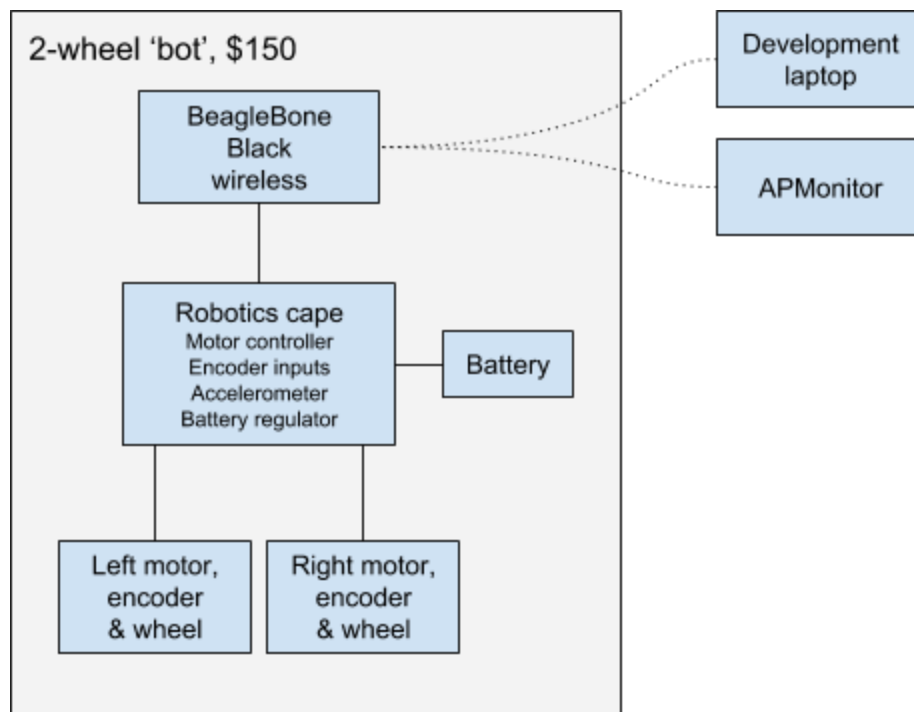 2-wheel ‘bot’, $150
BeagleBone
Black
wireless
Development
laptop
APMonitor
Robotics cape
Motor controller
Encoder inputs
Accelerometer
Battery regulator
Battery
Left motor,
encoder
& wheel
Right motor,
encoder
& wheel